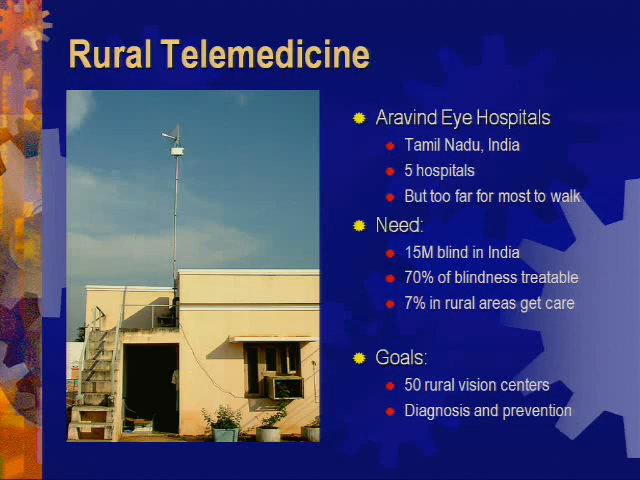 Rural Telemedicine
Aravind Eye Hospitals
Tamil Nadu, India
5 hospitals
But too far for most to walk
Need:
15M blind in India
70% of blindness treatable
7% in rural areas get care
Goals:
50 rural vision centers
Diagnosis and prevention